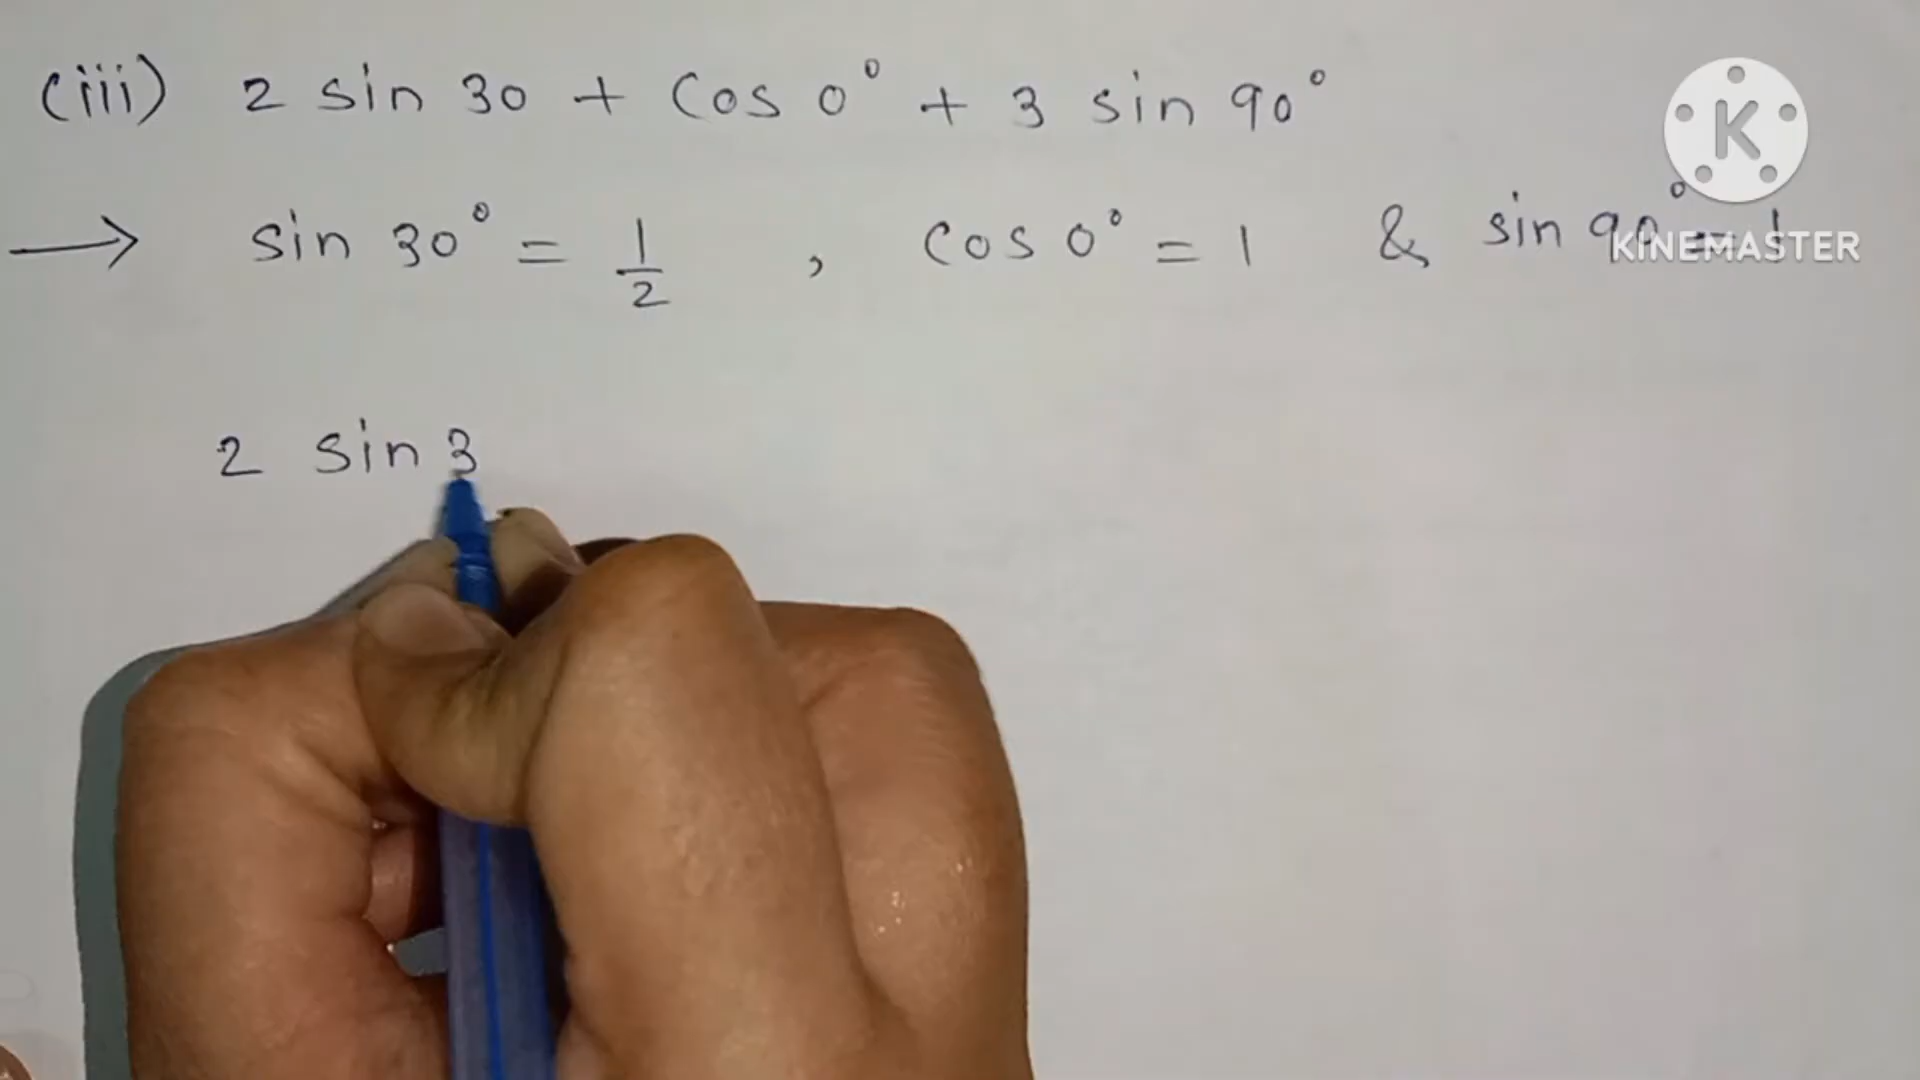 (iii) 2 sin 30 + cos 0° + 3 sin 90°
K
→ sin 30° = 1/2 , cos 0° = 1 & sin 90° = 1
KINEMASTER
2 sin 3